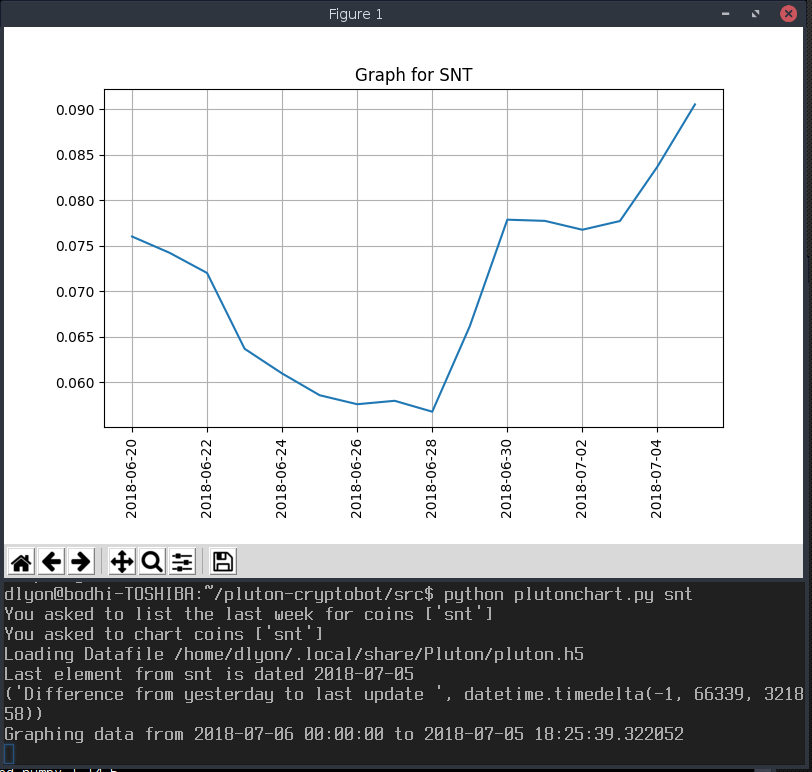 Figure 1
Graph for SNT
0.090
0.085
0.080
0.075
0.070
0.065
0.060
2018-06-20
2018-06-22
2018-06-24
2018-06-26
2018-06-28
2018-06-30
2018-07-02
2018-07-04
dlyon@bodhi-TOSHIBA:~/pluton-cryptobot/src$ python plutonchart.py snt
You asked to list the last week for coins ['snt']
You asked to chart coins ['snt']
Loading Datafile /home/dlyon/.local/share/Pluton/pluton.h5
Last element from snt is dated 2018-07-05
('Difference from yesterday to last update ', datetime.timedelta(-1, 66339, 3218
58))
Graphing data from 2018-07-06 00:00:00 to 2018-07-05 18:25:39.322052